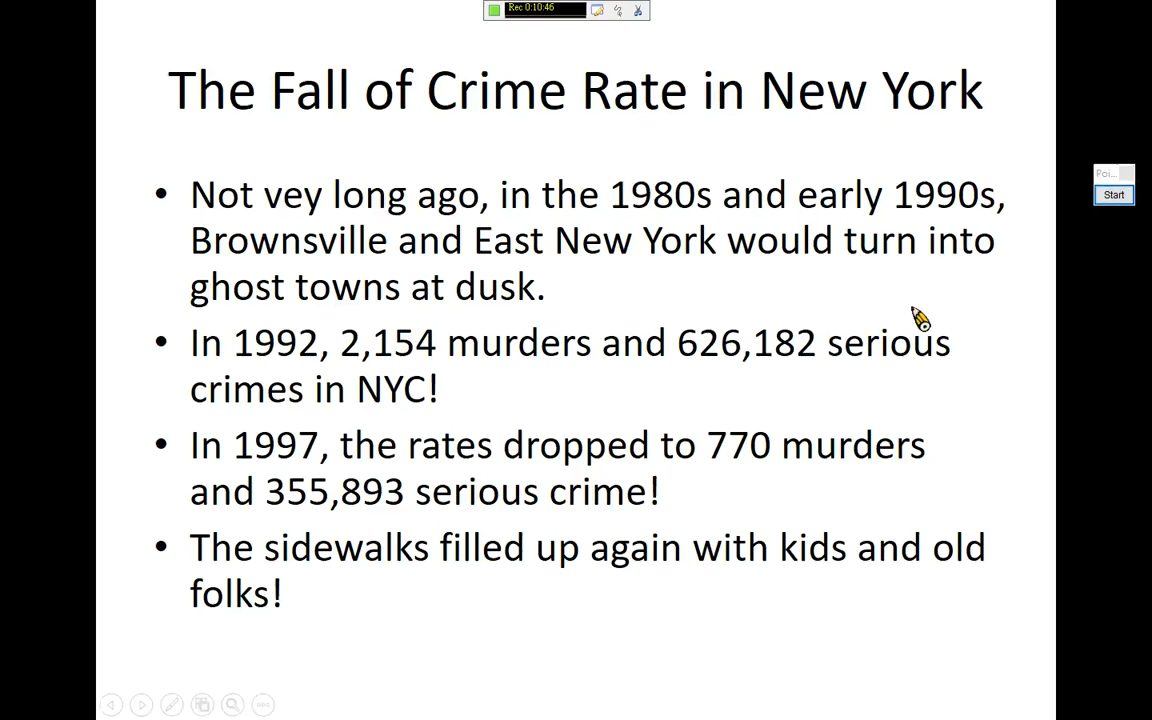 Rec 0:10:46
The Fall of Crime Rate in New York
Poi...
Start
• Not vey long ago, in the 1980s and early 1990s,
Brownsville and East New York would turn into
ghost towns at dusk.
• In 1992, 2,154 murders and 626,182 serious
crimes in NYC!
• In 1997, the rates dropped to 770 murders
and 355,893 serious crime!
• The sidewalks filled up again with kids and old
folks!